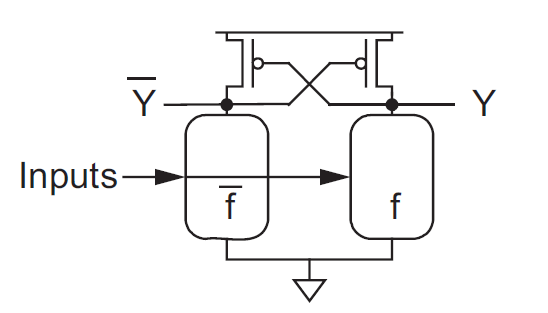 Y̅ Y
Inputs
f̅ f